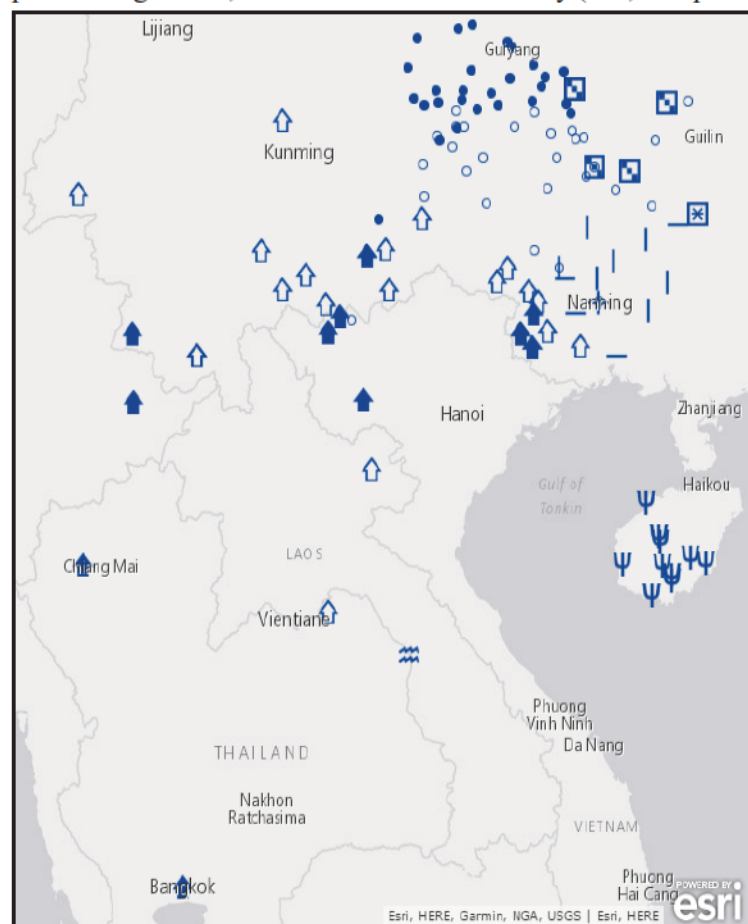 Lijiang
Guiyang
Kunming
Guilin
Nanning
Hanoi
Zhanjiang
Haikou
Gulf of
Tonkin
LAOS
Chiang Mai
Vientiane
Phuong
Vinh Ninh
Da Nang
THAILAND
Nakhon
Ratchasima
VIETNAM
Bangkok
Phuong
Hai Cang
POWERED BY
esri
Esri, HERE, Garmin, NGA, USGS | Esri, HERE